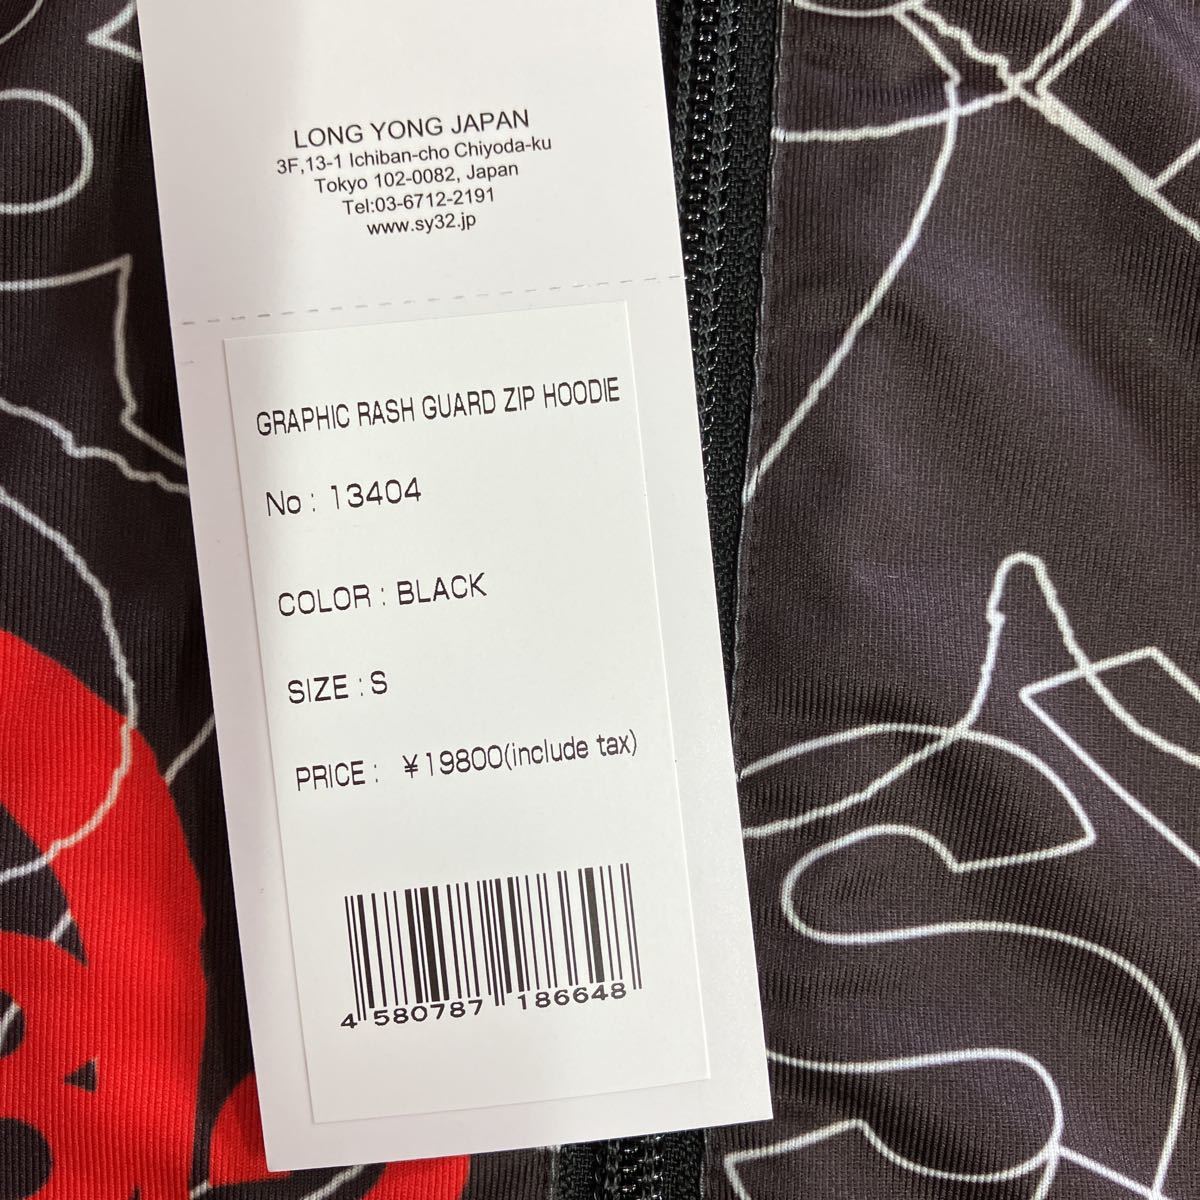 LONG YONG JAPAN
3F,13-1 Ichiban-cho Chiyoda-ku
Tokyo 102-0082, Japan
Tel:03-6712-2191
www.sy32.jp
GRAPHIC RASH GUARD ZIP HOODIE
No : 13404
COLOR : BLACK
SIZE : S
PRICE : ¥19800(include tax)
4 580787 186648